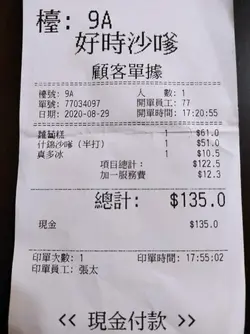 檯: 9A
好時沙嗲
顧客單據
檯號: 9A 人 數: 1
單號: 77034097 開單員工: 77
日期: 2020-08-29 開單時間: 17:20:55
蘿蔔糕 1 $61.0
什錦沙嗲(半打) 1 $51.0
真多冰 1 $10.5
項目總計: $122.5
加一服務費 $12.3
總計: $135.0
現金 $135.0
印單次數: 1 印單時間: 17:55:02
印單員工: 張太
<< 現金付款 >>